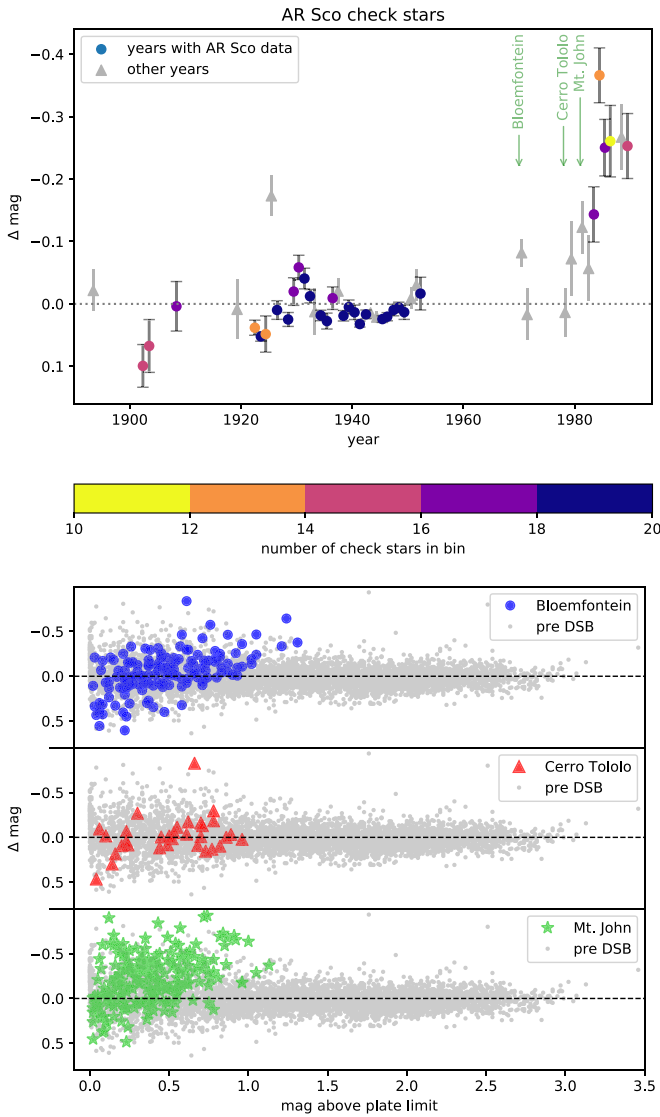 AR Sco check stars
years with AR Sco data
other years
Bloemfontein
Cerro Tololo
Mt. John
−0.4
−0.3
−0.2
−0.1
0.0
0.1
Δ mag
1900 1920 1940 1960 1980
year
10 12 14 16 18 20
number of check stars in bin
Bloemfontein
pre DSB
−0.5
0.0
0.5
Cerro Tololo
pre DSB
−0.5
0.0
0.5
Δ mag
Mt. John
pre DSB
−0.5
0.0
0.5
0.0 0.5 1.0 1.5 2.0 2.5 3.0 3.5
mag above plate limit